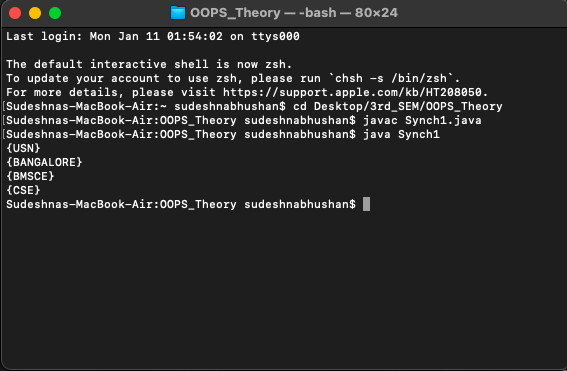 OOPS_Theory — -bash — 80×24
Last login: Mon Jan 11 01:54:02 on ttys000
The default interactive shell is now zsh.
To update your account to use zsh, please run `chsh -s /bin/zsh`.
For more details, please visit https://support.apple.com/kb/HT208050.
[Sudeshnas-MacBook-Air:~ sudeshnabhushan$ cd Desktop/3rd_SEM/OOPS_Theory
[Sudeshnas-MacBook-Air:OOPS_Theory sudeshnabhushan$ javac Synch1.java
[Sudeshnas-MacBook-Air:OOPS_Theory sudeshnabhushan$ java Synch1
{USN}
{BANGALORE}
{BMSCE}
{CSE}
Sudeshnas-MacBook-Air:OOPS_Theory sudeshnabhushan$